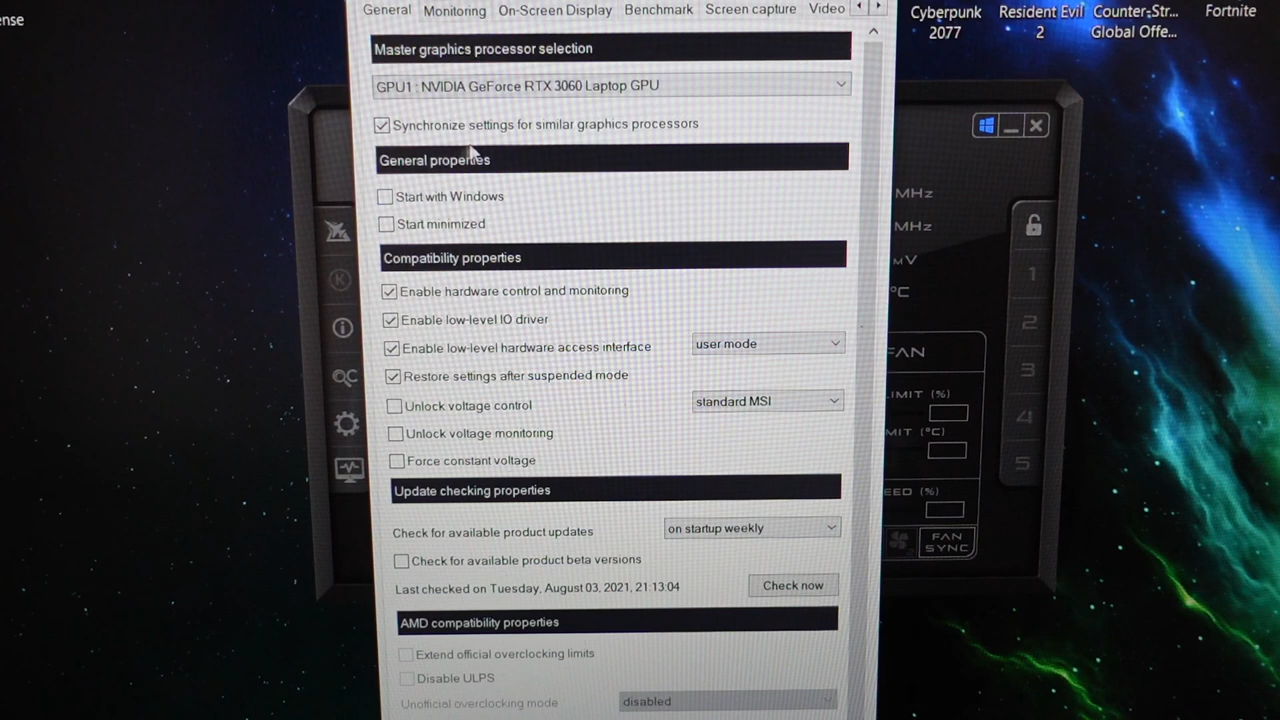 ense
General Monitoring On-Screen Display Benchmark Screen capture Video
Cyberpunk 2077
Resident Evil 2
Counter-Str... Global Offe...
Fortnite
Master graphics processor selection
GPU1 : NVIDIA GeForce RTX 3060 Laptop GPU
Synchronize settings for similar graphics processors
General properties
Start with Windows
Start minimized
Compatibility properties
Enable hardware control and monitoring
Enable low-level IO driver
Enable low-level hardware access interface user mode
Restore settings after suspended mode
Unlock voltage control standard MSI
Unlock voltage monitoring
Force constant voltage
Update checking properties
Check for available product updates on startup weekly
Check for available product beta versions
Last checked on Tuesday, August 03, 2021, 21:13:04 Check now
AMD compatibility properties
Extend official overclocking limits
Disable ULPS
Unofficial overclocking mode disabled
K
i
OC
MHz
MHz
MV
°C
FAN
LIMIT (%)
MIT (°C)
EED (%)
FAN
SYNC
1
2
3
4
5